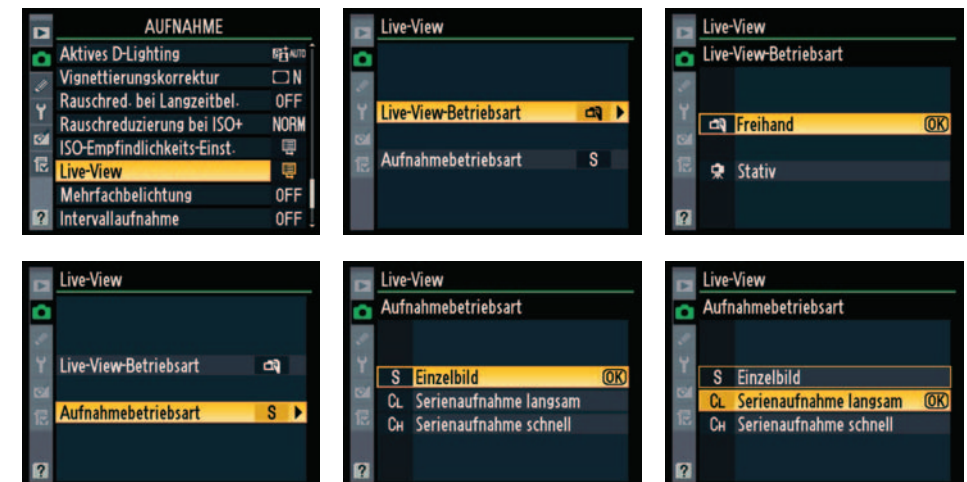 AUFNAHME
Aktives D-Lighting AUTO
Vignettierungskorrektur N
Rauschred. bei Langzeitbel. OFF
Rauschreduzierung bei ISO+ NORM
ISO-Empfindlichkeits-Einst.
Live-View
Mehrfachbelichtung OFF
Intervallaufnahme OFF
?
Live-View
Live-View-Betriebsart
Aufnahmebetriebsart S
Live-View
Live-View-Betriebsart
Freihand OK
Stativ
?
Live-View
Live-View-Betriebsart
Aufnahmebetriebsart S
?
Live-View
Aufnahmebetriebsart
S Einzelbild OK
CL Serienaufnahme langsam
CH Serienaufnahme schnell
?
Live-View
Aufnahmebetriebsart
S Einzelbild
CL Serienaufnahme langsam OK
CH Serienaufnahme schnell
?